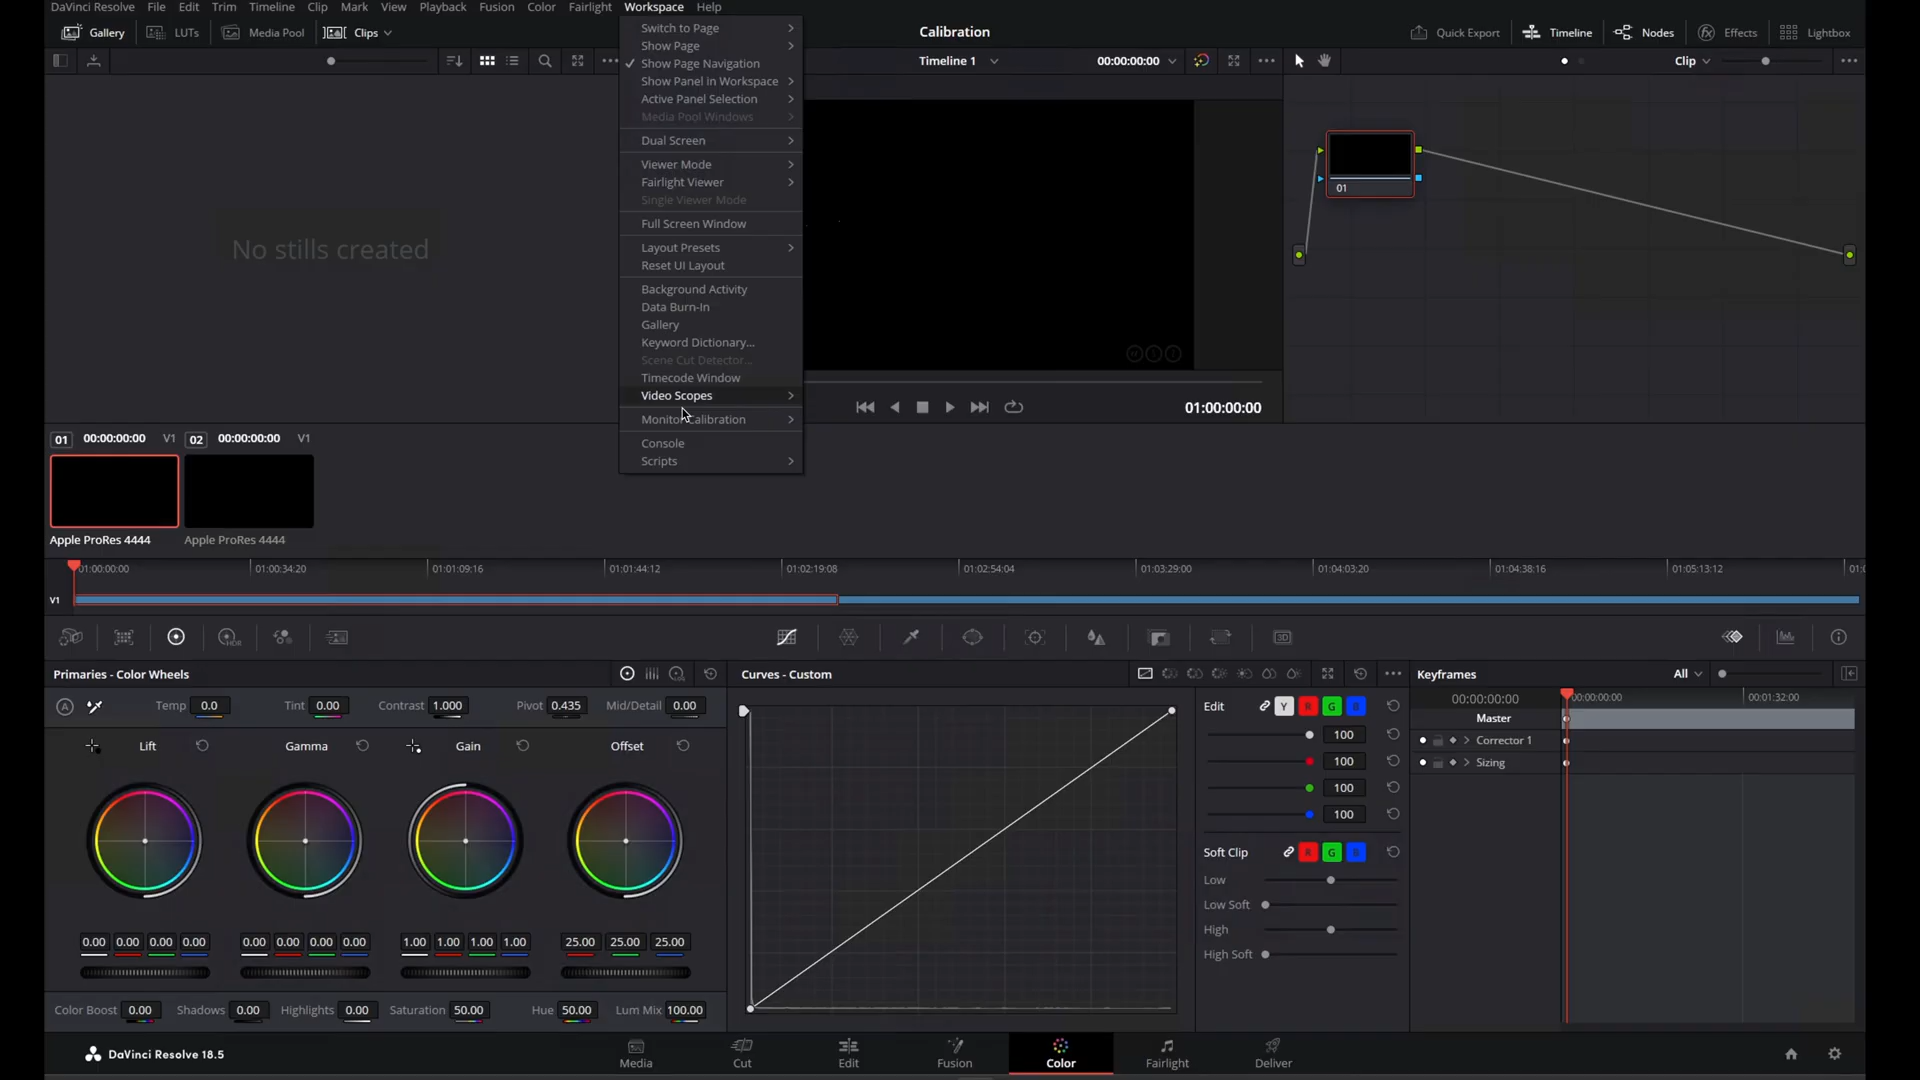 DaVinci Resolve File Edit Trim Timeline Clip Mark View Playback Fusion Color Fairlight Workspace Help
Gallery LUTs Media Pool Clips Calibration Quick Export Timeline Nodes Effects Lightbox
Timeline 1 00:00:00:00 Clip
Switch to Page
Show Page
Show Page Navigation
Show Panel in Workspace
Active Panel Selection
Media Pool Windows
Dual Screen
Viewer Mode
Fairlight Viewer
Single Viewer Mode
Full Screen Window
Layout Presets
Reset UI Layout
Background Activity
Data Burn-In
Gallery
Keyword Dictionary...
Scene Cut Detector...
Timecode Window
Video Scopes
Monitor Calibration
Console
Scripts
No stills created
01
01:00:00:00
01 00:00:00:00 V1 02 00:00:00:00 V1
Apple ProRes 4444 Apple ProRes 4444
01:00:00:00 01:00:34:20 01:01:09:16 01:01:44:12 01:02:19:08 01:02:54:04 01:03:29:00 01:04:03:20 01:04:38:16 01:05:13:12
V1
HDR 3D
Primaries - Color Wheels
Temp 0.0 Tint 0.00 Contrast 1.000 Pivot 0.435 Mid/Detail 0.00
Lift Gamma Gain Offset
0.00 0.00 0.00 0.00 0.00 0.00 0.00 0.00 1.00 1.00 1.00 1.00 25.00 25.00 25.00
Color Boost 0.00 Shadows 0.00 Highlights 0.00 Saturation 50.00 Hue 50.00 Lum Mix 100.00
Curves - Custom
Edit Y R G B
100
100
100
100
Soft Clip R G B
Low
Low Soft
High
High Soft
Keyframes All
00:00:00:00 00:00:00:00 00:01:32:00
Master
Corrector 1
Sizing
DaVinci Resolve 18.5 Media Cut Edit Fusion Color Fairlight Deliver